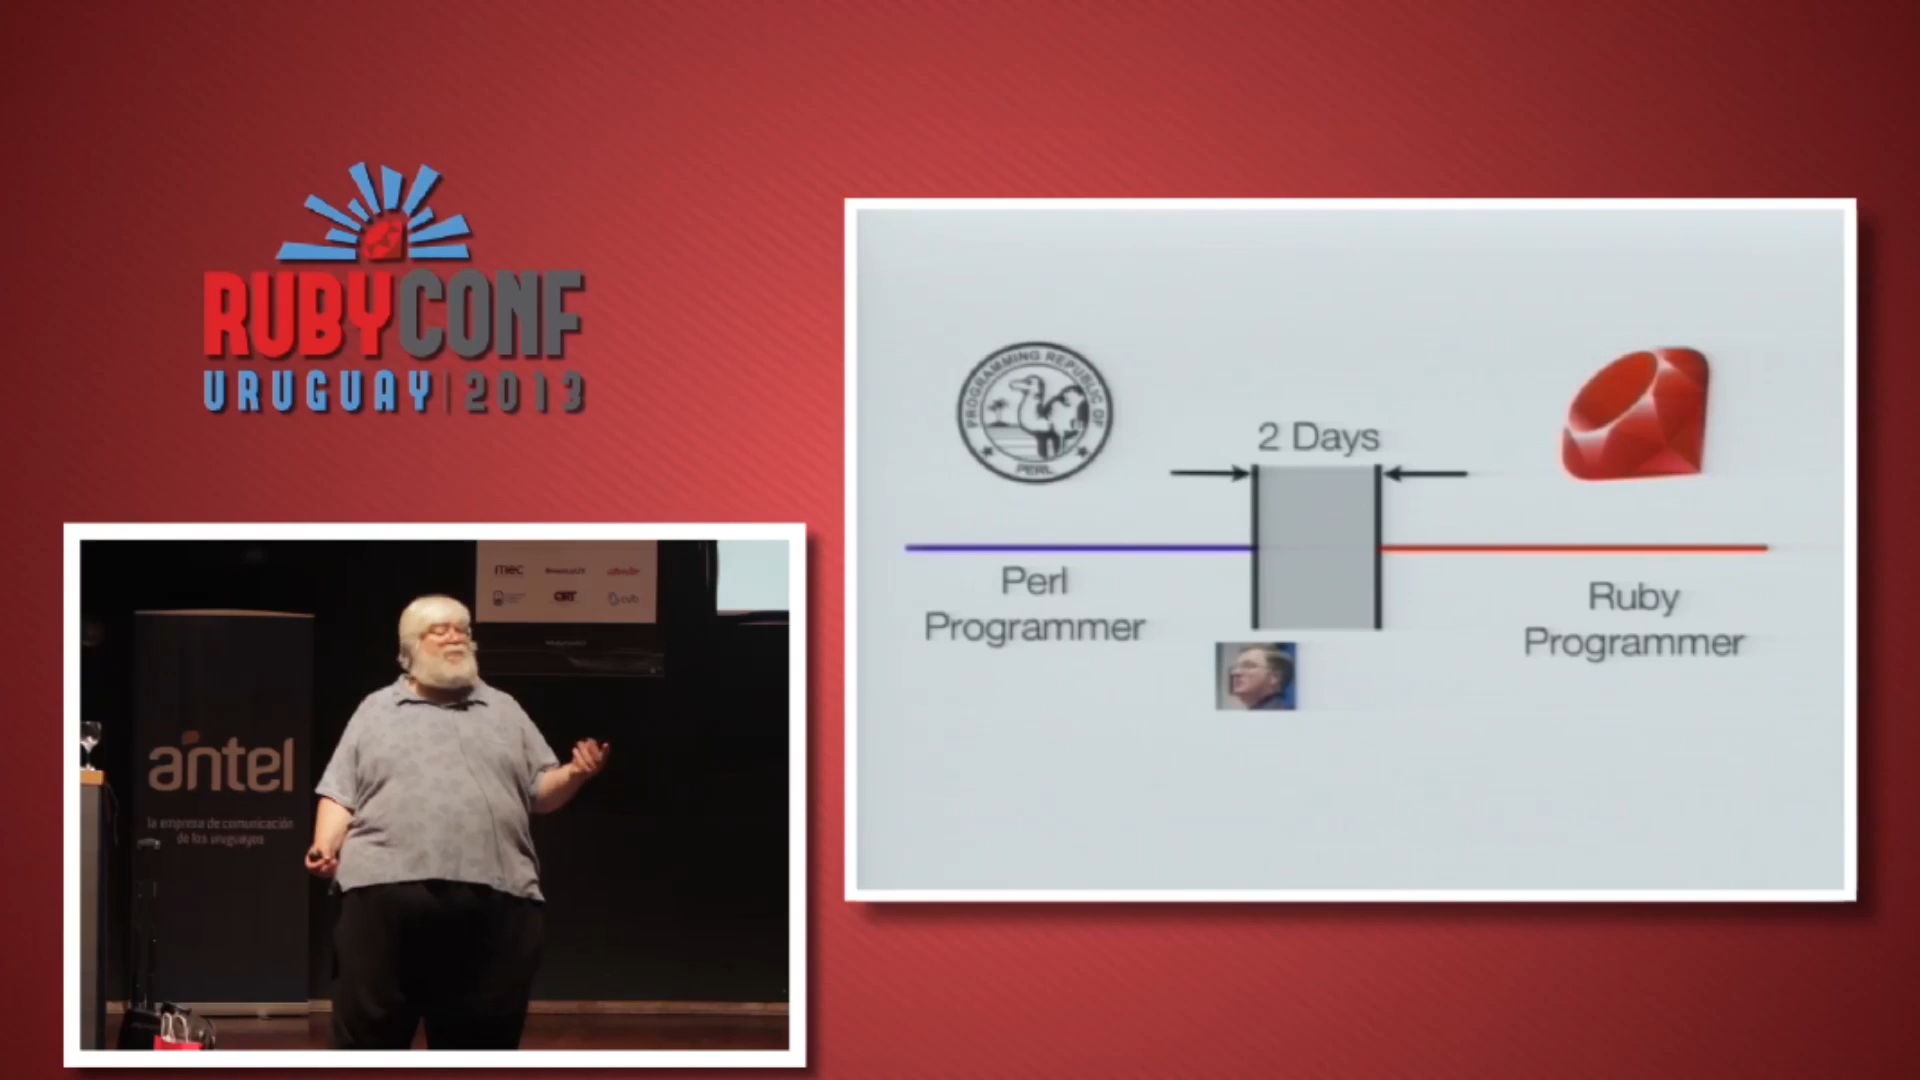 RUBYCONF
URUGUAY | 2013
PROGRAMMING REPUBLIC OF
PERL
2 Days
Perl
Programmer
Ruby
Programmer
mec
antel
la empresa de comunicación
de los uruguayos